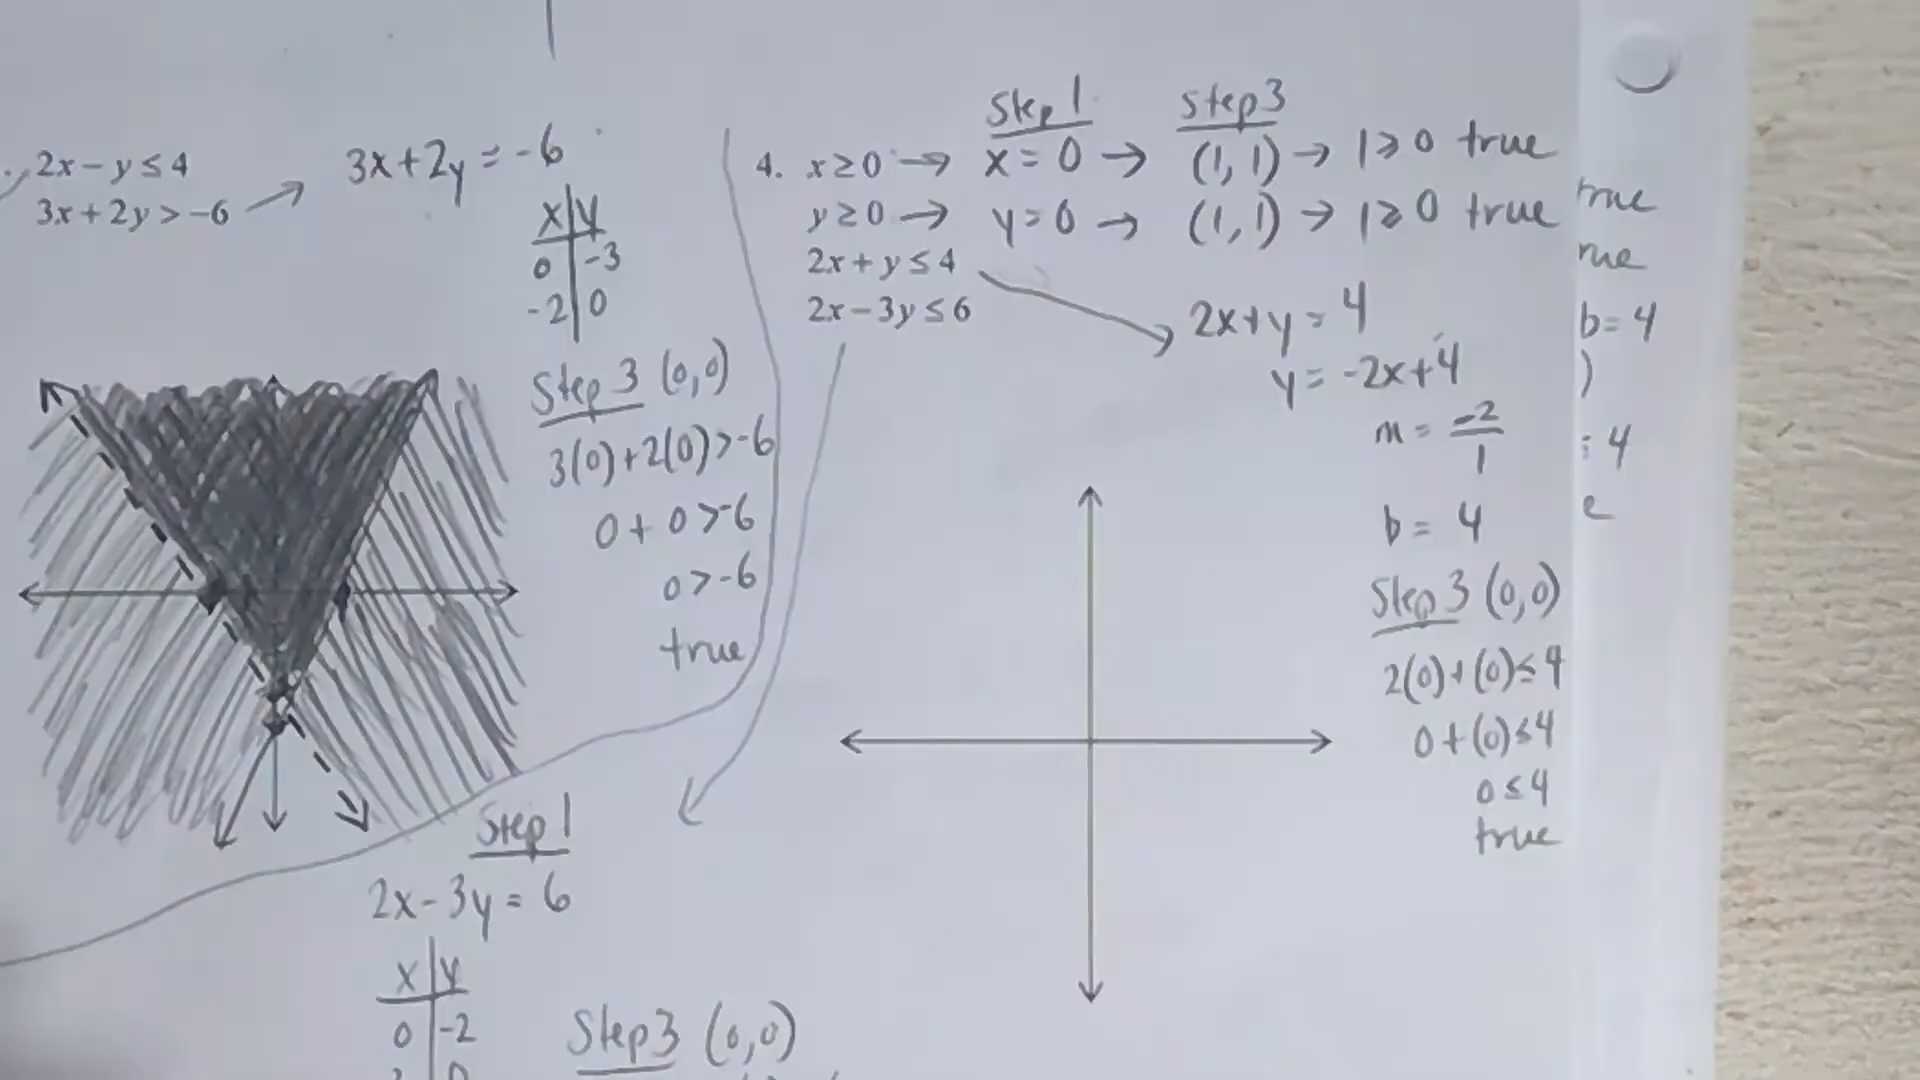 2x - y ≤ 4
3x + 2y > -6
3x + 2y = -6
x | y
0 | -3
-2 | 0
Step 3 (0,0)
3(0) + 2(0) > -6
0 + 0 > -6
0 > -6
true
4. x ≥ 0 → x = 0 → (1, 1) → 1 ≥ 0 true
Step 1 Step 3
y ≥ 0 → y = 0 → (1, 1) → 1 ≥ 0 true
2x + y ≤ 4
2x - 3y ≤ 6
2x + y = 4
y = -2x + 4
m = -2/1
b = 4
Step 3 (0,0)
2(0) + (0) ≤ 4
0 + (0) ≤ 4
0 ≤ 4
true
Step 1
2x - 3y = 6
x | y
0 | -2
Step 3 (0,0)
b = 4
)
: 4